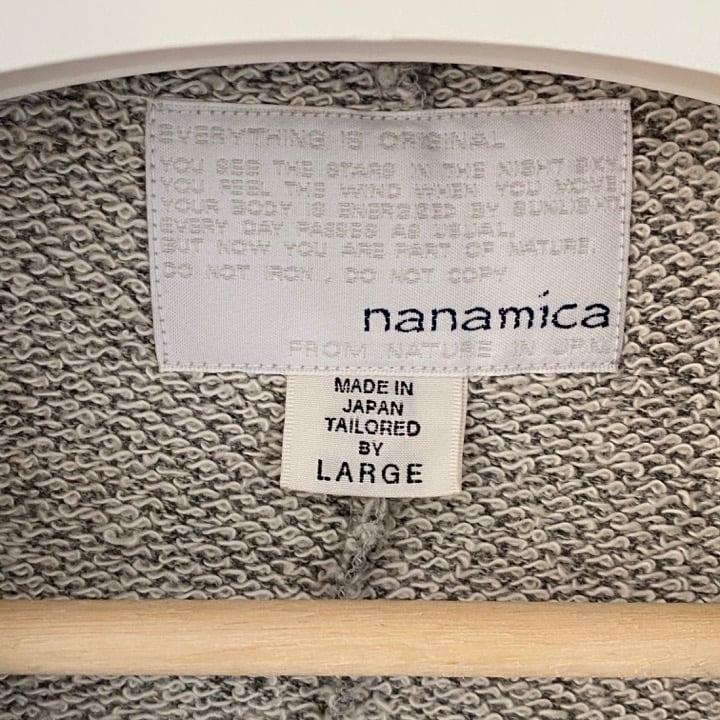 EVERYTHING IS ORIGINAL
YOU SEE THE STARS IN THE NIGHT SKY
YOU FEEL THE WIND WHEN YOU MOVE
YOUR BODY IS ENERGISED BY SUNLIGHT
EVERY DAY PASSES AS USUAL,
BUT NOW YOU ARE PART OF NATURE.
DO NOT IRON , DO NOT COPY
nanamíca
FROM NATURE IN JPN
MADE IN
JAPAN
TAILORED
BY
LARGE